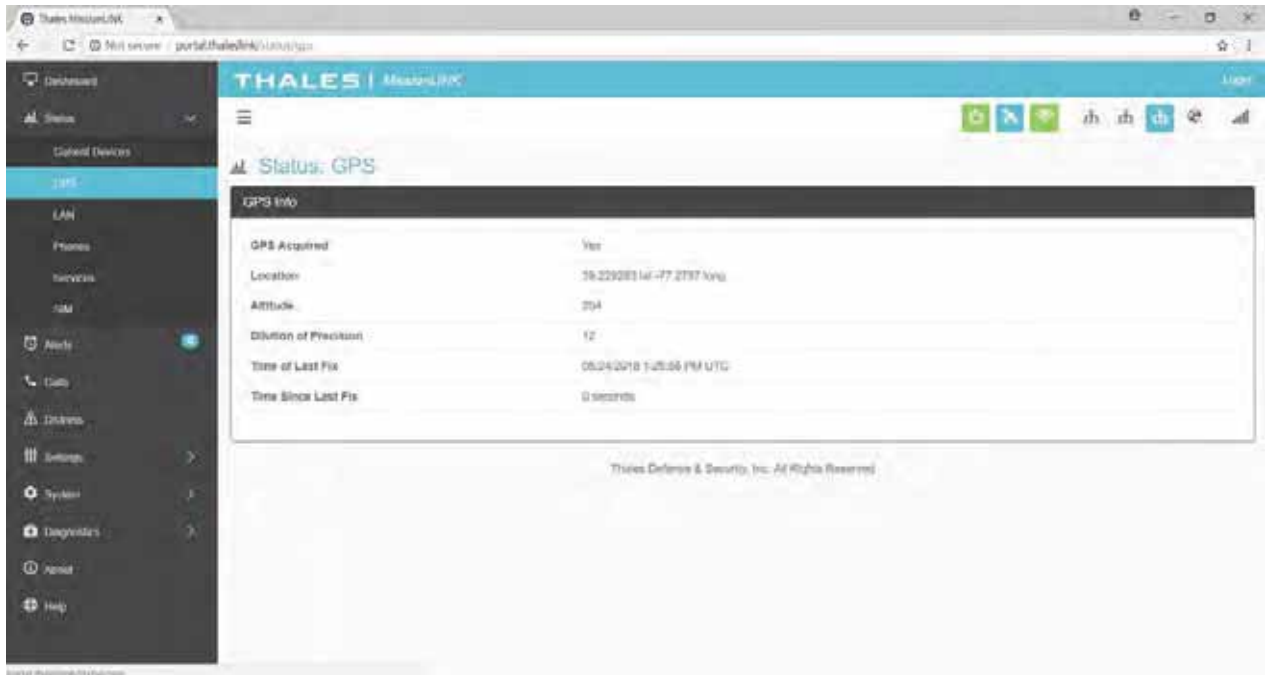 Thales MissionLINK
Not secure portal.thaleslink/status/gps
Dashboard
THALES | MissionLINK
Login
Status
Current Devices
GPS
LAN
Phones
Services
SIM
Alerts
Calls
Distress
Settings
System
Diagnostics
About
Help
Status: GPS
GPS Info
GPS Acquired Yes
Location
Altitude
Dilution of Precision 12
Time of Last Fix
Time Since Last Fix 0 seconds
Thales Defense & Security, Inc. All Rights Reserved